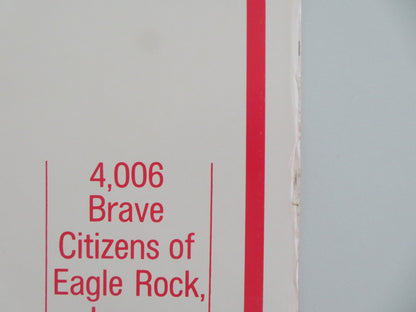 4,006
Brave
Citizens of
Eagle Rock,